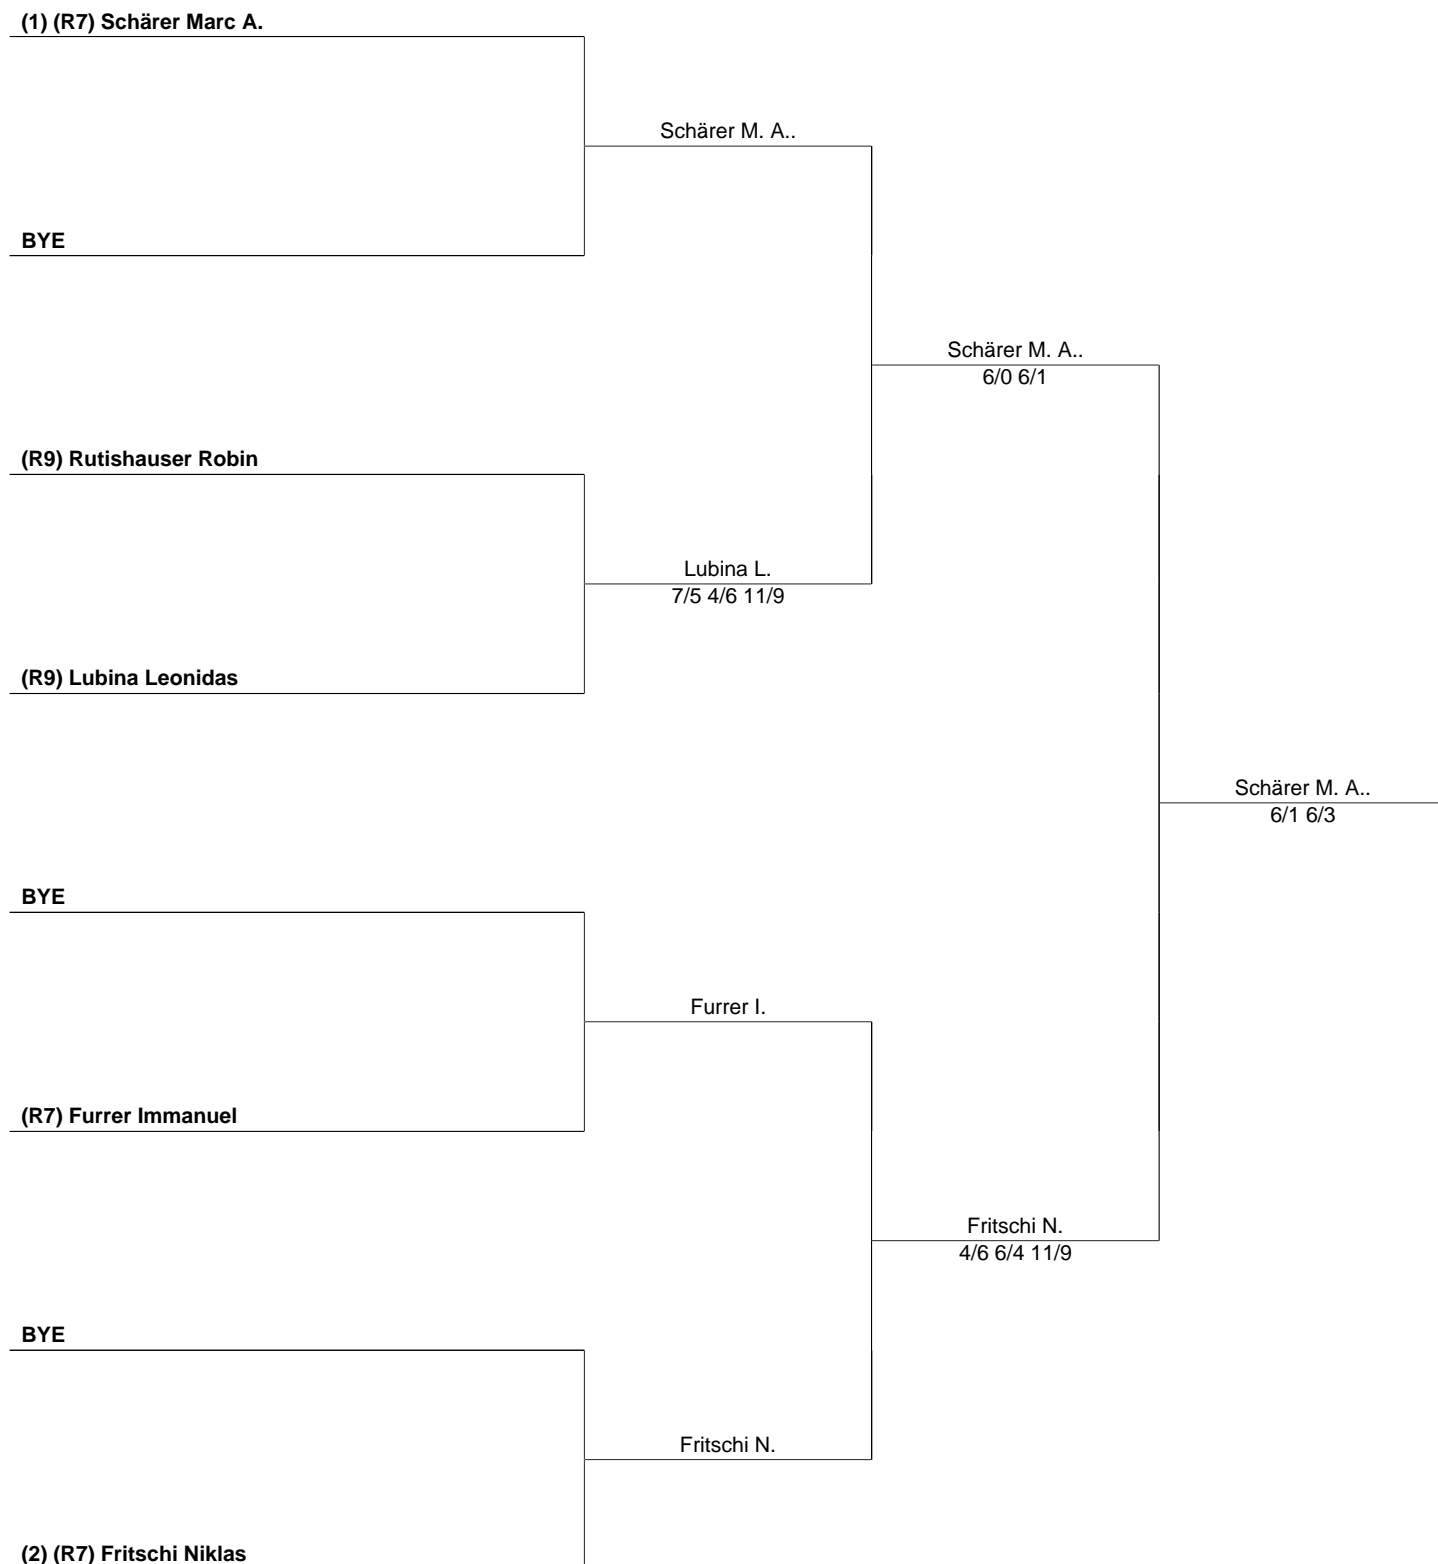 (1) (R7) Schärer Marc A.
Schärer M. A..
BYE
Schärer M. A..
6/0 6/1
(R9) Rutishauser Robin
Lubina L.
7/5 4/6 11/9
(R9) Lubina Leonidas
Schärer M. A..
6/1 6/3
BYE
Furrer I.
(R7) Furrer Immanuel
Fritschi N.
4/6 6/4 11/9
BYE
Fritschi N.
(2) (R7) Fritschi Niklas